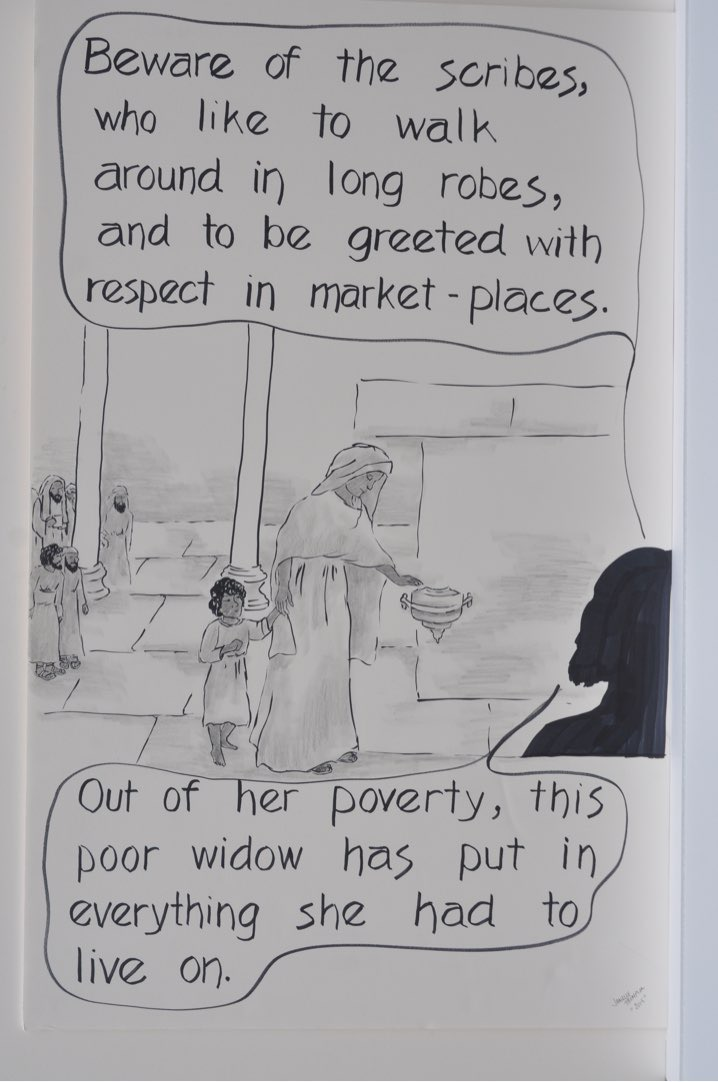 Beware of the scribes,
who like to walk
around in long robes,
and to be greeted with
respect in market-places.
Out of her poverty, this
poor widow has put in
everything she had to
live on.